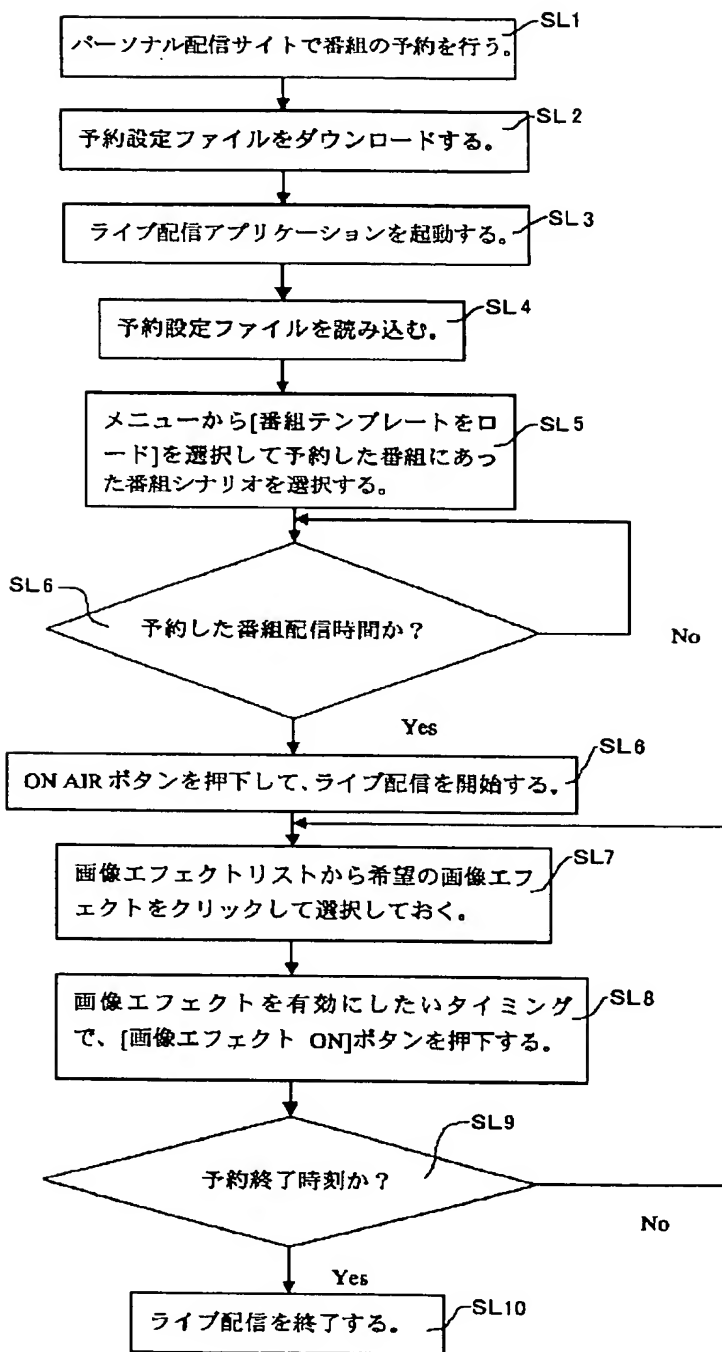 SL1
パーソナル配信サイトで番組の予約を行う。
SL2
予約設定ファイルをダウンロードする。
SL3
ライブ配信アプリケーションを起動する。
SL4
予約設定ファイルを読み込む。
SL5
メニューから[番組テンプレートをロ
ード]を選択して予約した番組にあっ
た番組シナリオを選択する。
SL6
予約した番組配信時間か？
No
Yes
SL6
ON AIR ボタンを押下して、ライブ配信を開始する。
SL7
画像エフェクトリストから希望の画像エフ
ェクトをクリックして選択しておく。
SL8
画像エフェクトを有効にしたいタイミング
で、[画像エフェクト ON]ボタンを押下する。
SL9
予約終了時刻か？
No
Yes
SL10
ライブ配信を終了する。